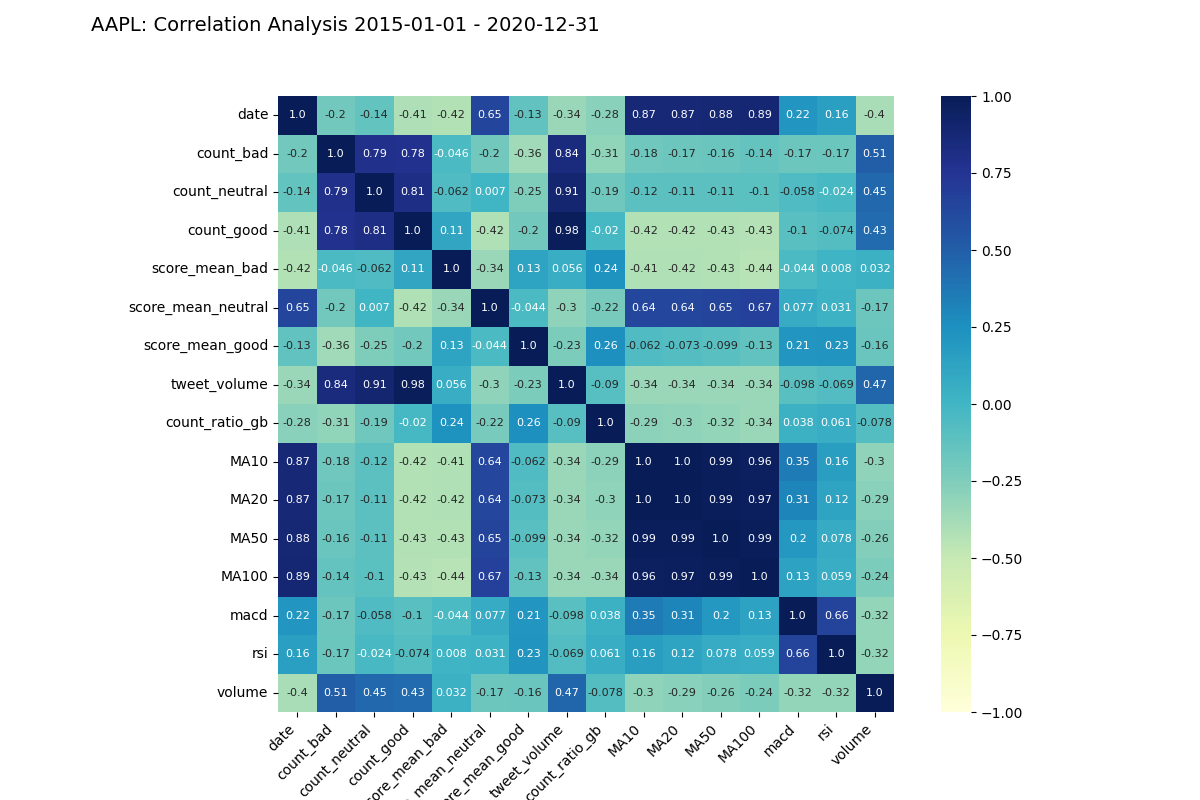 AAPL: Correlation Analysis 2015-01-01 - 2020-12-31
date 1.0 -0.2 -0.14 -0.41 -0.42 0.65 -0.13 -0.34 -0.28 0.87 0.87 0.88 0.89 0.22 0.16 -0.4
count_bad -0.2 1.0 0.79 0.78 -0.046 -0.2 -0.36 0.84 -0.31 -0.18 -0.17 -0.16 -0.14 -0.17 -0.17 0.51
count_neutral -0.14 0.79 1.0 0.81 -0.062 0.007 -0.25 0.91 -0.19 -0.12 -0.11 -0.11 -0.1 -0.058 -0.024 0.45
count_good -0.41 0.78 0.81 1.0 0.11 -0.42 -0.2 0.98 -0.02 -0.42 -0.42 -0.43 -0.43 -0.1 -0.074 0.43
score_mean_bad -0.42 -0.046 -0.062 0.11 1.0 -0.34 0.13 0.056 0.24 -0.41 -0.42 -0.43 -0.44 -0.044 0.008 0.032
score_mean_neutral 0.65 -0.2 0.007 -0.42 -0.34 1.0 -0.044 -0.3 -0.22 0.64 0.64 0.65 0.67 0.077 0.031 -0.17
score_mean_good -0.13 -0.36 -0.25 -0.2 0.13 -0.044 1.0 -0.23 0.26 -0.062 -0.073 -0.099 -0.13 0.21 0.23 -0.16
tweet_volume -0.34 0.84 0.91 0.98 0.056 -0.3 -0.23 1.0 -0.09 -0.34 -0.34 -0.34 -0.34 -0.098 -0.069 0.47
count_ratio_gb -0.28 -0.31 -0.19 -0.02 0.24 -0.22 0.26 -0.09 1.0 -0.29 -0.3 -0.32 -0.34 0.038 0.061 -0.078
MA10 0.87 -0.18 -0.12 -0.42 -0.41 0.64 -0.062 -0.34 -0.29 1.0 1.0 0.99 0.96 0.35 0.16 -0.3
MA20 0.87 -0.17 -0.11 -0.42 -0.42 0.64 -0.073 -0.34 -0.3 1.0 1.0 0.99 0.97 0.31 0.12 -0.29
MA50 0.88 -0.16 -0.11 -0.43 -0.43 0.65 -0.099 -0.34 -0.32 0.99 0.99 1.0 0.99 0.2 0.078 -0.26
MA100 0.89 -0.14 -0.1 -0.43 -0.44 0.67 -0.13 -0.34 -0.34 0.96 0.97 0.99 1.0 0.13 0.059 -0.24
macd 0.22 -0.17 -0.058 -0.1 -0.044 0.077 0.21 -0.098 0.038 0.35 0.31 0.2 0.13 1.0 0.66 -0.32
rsi 0.16 -0.17 -0.024 -0.074 0.008 0.031 0.23 -0.069 0.061 0.16 0.12 0.078 0.059 0.66 1.0 -0.32
volume -0.4 0.51 0.45 0.43 0.032 -0.17 -0.16 0.47 -0.078 -0.3 -0.29 -0.26 -0.24 -0.32 -0.32 1.0
date count_bad count_neutral count_good ore_mean_bad _mean_neutral re_mean_good tweet_volume count_ratio_gb MA10 MA20 MA50 MA100 macd rsi volume
1.00
0.75
0.50
0.25
0.00
−0.25
−0.50
−0.75
−1.00